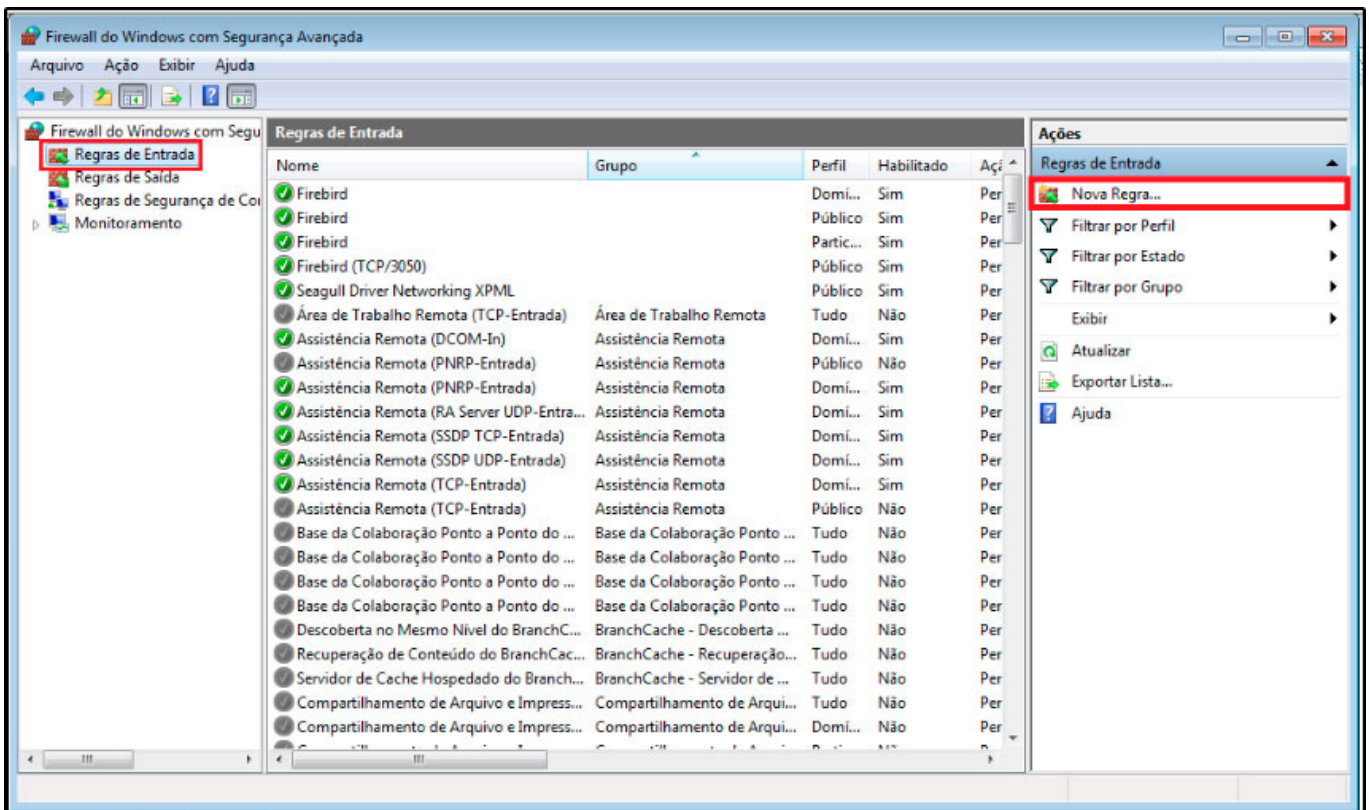 Firewall do Windows com Segurança Avançada
Arquivo Ação Exibir Ajuda
Firewall do Windows com Segu
Regras de Entrada
Regras de Saída
Regras de Segurança de Co
Monitoramento
Regras de Entrada
Nome Grupo Perfil Habilitado Açã
Firebird Domí... Sim Per
Firebird Público Sim Per
Firebird Partic... Sim Per
Firebird (TCP/3050) Público Sim Per
Seagull Driver Networking XPML Público Sim Per
Área de Trabalho Remota (TCP-Entrada) Área de Trabalho Remota Tudo Não Per
Assistência Remota (DCOM-In) Assistência Remota Domí... Sim Per
Assistência Remota (PNRP-Entrada) Assistência Remota Público Não Per
Assistência Remota (PNRP-Entrada) Assistência Remota Domí... Sim Per
Assistência Remota (RA Server UDP-Entra... Assistência Remota Domí... Sim Per
Assistência Remota (SSDP TCP-Entrada) Assistência Remota Domí... Sim Per
Assistência Remota (SSDP UDP-Entrada) Assistência Remota Domí... Sim Per
Assistência Remota (TCP-Entrada) Assistência Remota Domí... Sim Per
Assistência Remota (TCP-Entrada) Assistência Remota Público Não Per
Base da Colaboração Ponto a Ponto do ... Base da Colaboração Ponto ... Tudo Não Per
Base da Colaboração Ponto a Ponto do ... Base da Colaboração Ponto ... Tudo Não Per
Base da Colaboração Ponto a Ponto do ... Base da Colaboração Ponto ... Tudo Não Per
Base da Colaboração Ponto a Ponto do ... Base da Colaboração Ponto ... Tudo Não Per
Descoberta no Mesmo Nível do BranchC... BranchCache - Descoberta ... Tudo Não Per
Recuperação de Conteúdo do BranchCac... BranchCache - Recuperação... Tudo Não Per
Servidor de Cache Hospedado do Branch... BranchCache - Servidor de ... Tudo Não Per
Compartilhamento de Arquivo e Impress... Compartilhamento de Arqui... Tudo Não Per
Compartilhamento de Arquivo e Impress... Compartilhamento de Arqui... Domí... Não Per
Ações
Regras de Entrada
Nova Regra...
Filtrar por Perfil
Filtrar por Estado
Filtrar por Grupo
Exibir
Atualizar
Exportar Lista...
Ajuda